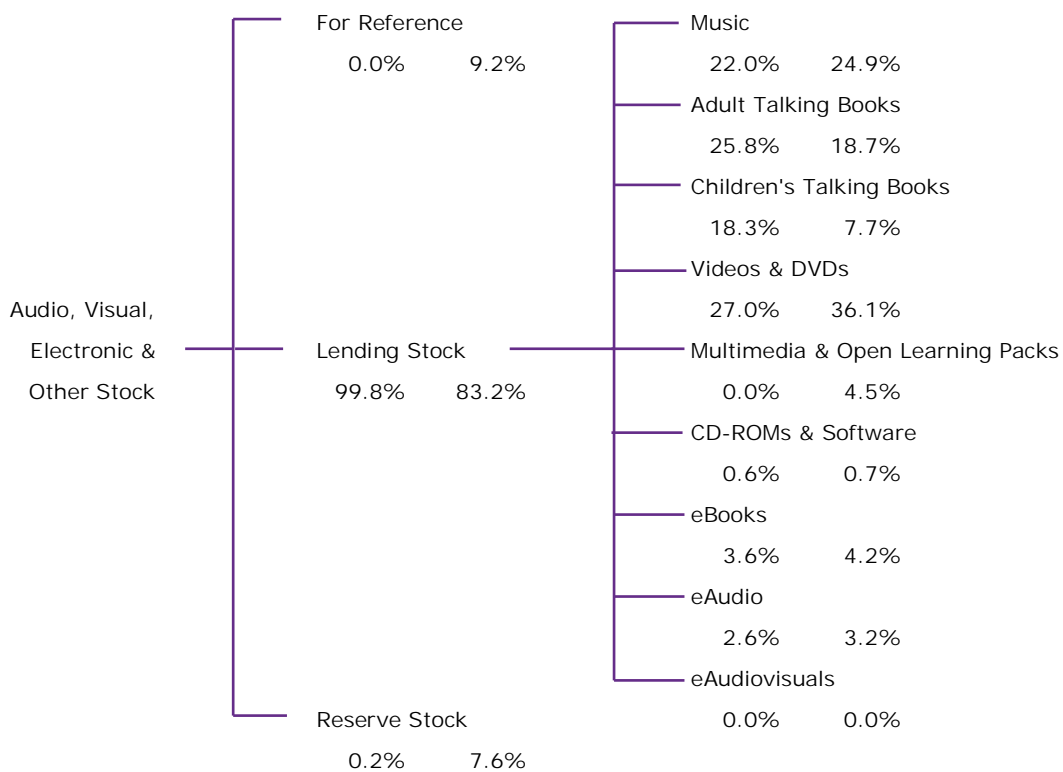 For Reference
0.0% 9.2%
Music
22.0% 24.9%
Adult Talking Books
25.8% 18.7%
Children's Talking Books
18.3% 7.7%
Videos & DVDs
27.0% 36.1%
Audio, Visual,
Electronic &
Other Stock
Lending Stock
99.8% 83.2%
Multimedia & Open Learning Packs
0.0% 4.5%
CD-ROMs & Software
0.6% 0.7%
eBooks
3.6% 4.2%
eAudio
2.6% 3.2%
eAudiovisuals
0.0% 0.0%
Reserve Stock
0.2% 7.6%